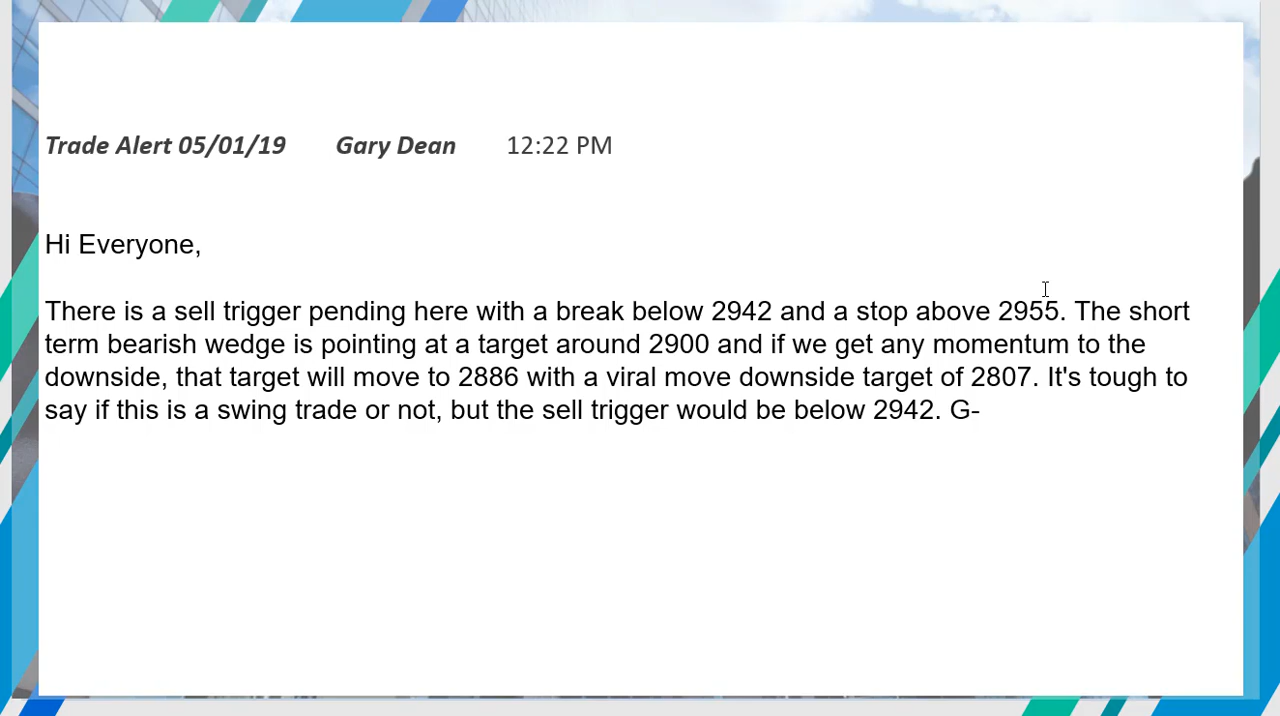 Trade Alert 05/01/19 Gary Dean 12:22 PM
Hi Everyone,
There is a sell trigger pending here with a break below 2942 and a stop above 2955. The short
term bearish wedge is pointing at a target around 2900 and if we get any momentum to the
downside, that target will move to 2886 with a viral move downside target of 2807. It's tough to
say if this is a swing trade or not, but the sell trigger would be below 2942. G-